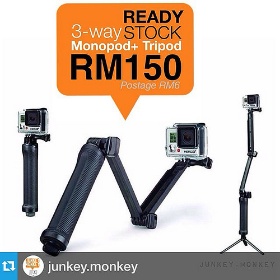 READY
3-way STOCK
Monopod+ Tripod
RM150
Postage RM6
JUNKEY MONKEY
junkey.monkey